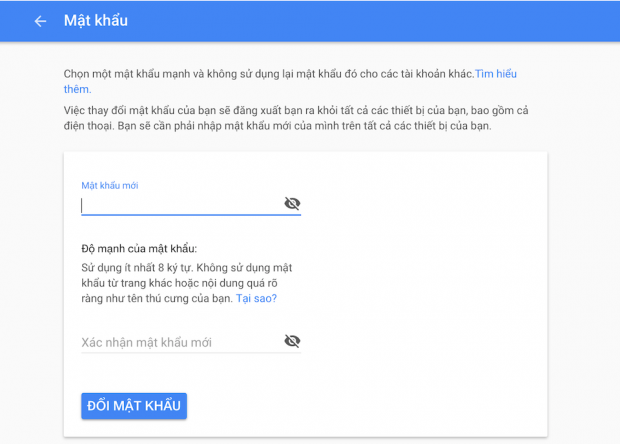 Mật khẩu
Chọn một mật khẩu mạnh và không sử dụng lại mật khẩu đó cho các tài khoản khác.Tìm hiểu
thêm.
Việc thay đổi mật khẩu của bạn sẽ đăng xuất bạn ra khỏi tất cả các thiết bị của bạn, bao gồm cả
điện thoại. Bạn sẽ cần phải nhập mật khẩu mới của mình trên tất cả các thiết bị của bạn.
Mật khẩu mới
Độ mạnh của mật khẩu:
Sử dụng ít nhất 8 ký tự. Không sử dụng mật
khẩu từ trang khác hoặc nội dung quá rõ
ràng như tên thú cưng của bạn. Tại sao?
Xác nhận mật khẩu mới
ĐỔI MẬT KHẨU